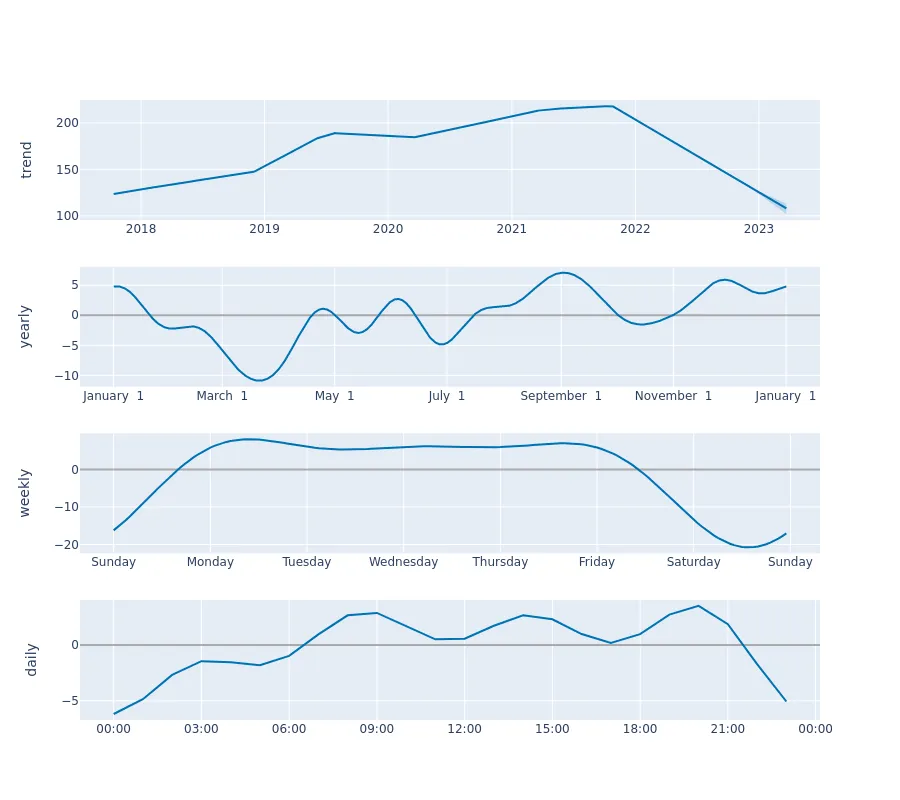 trend
200
150
100
2018 2019 2020 2021 2022 2023
yearly
5
0
−5
−10
January 1 March 1 May 1 July 1 September 1 November 1 January 1
weekly
0
−10
−20
Sunday Monday Tuesday Wednesday Thursday Friday Saturday Sunday
daily
0
−5
00:00 03:00 06:00 09:00 12:00 15:00 18:00 21:00 00:00